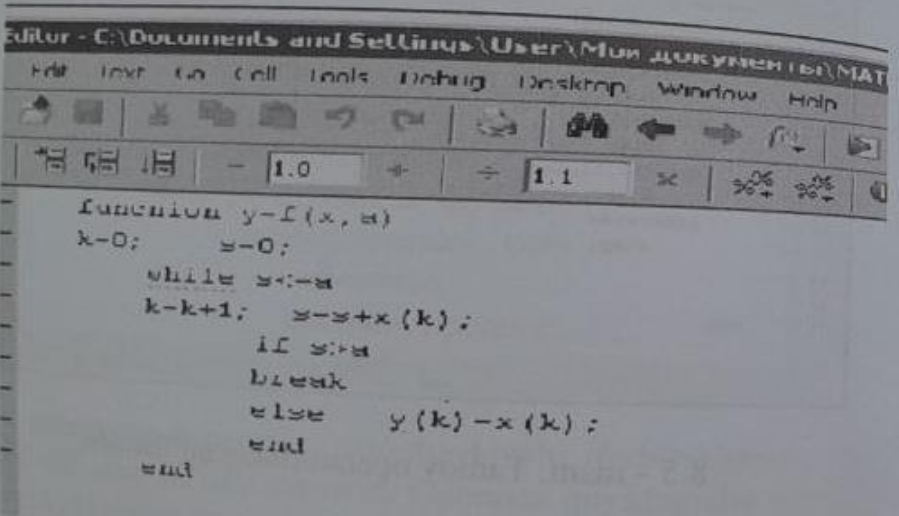 Editor - C:\Documents and Settings\User\Мои документы\MAT
Edit Text Go Cell Tools Debug Desktop Window Help
1.0 1.1
function y=f(x,a)
k=0; s=0;
while s<=a
k=k+1; s=s+x(k);
if s>a
break
else y(k)=x(k);
end
end